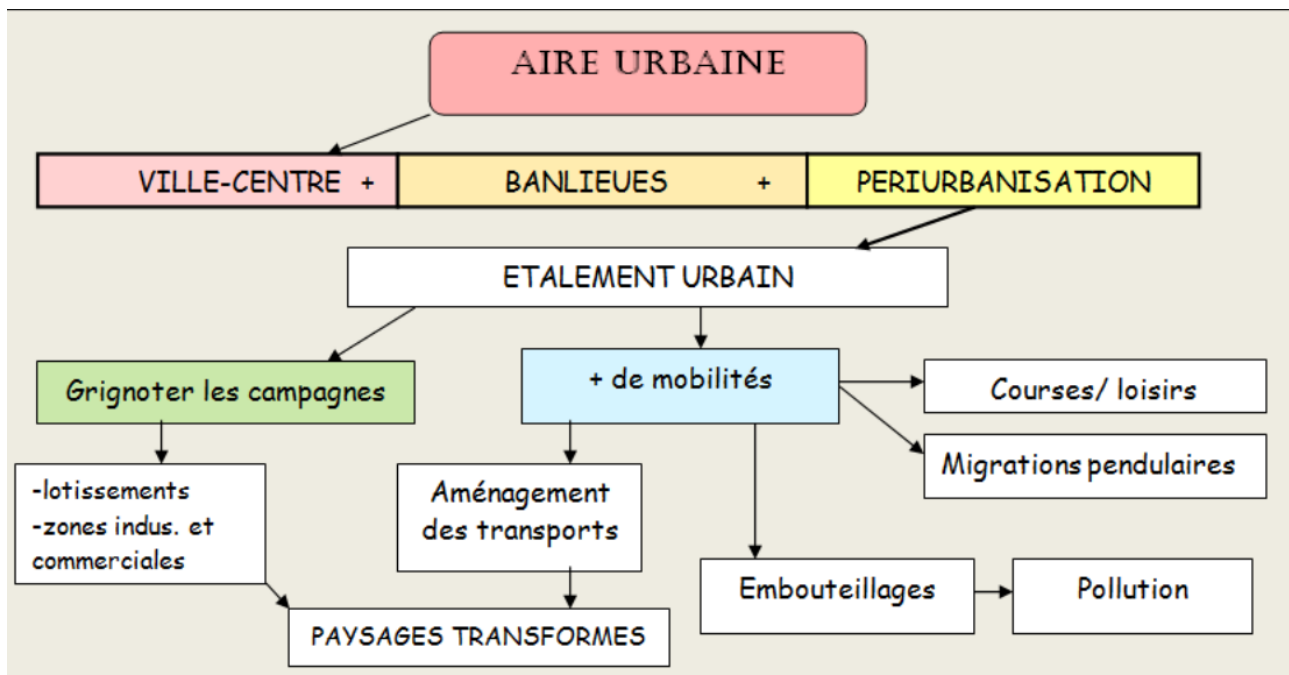 AIRE URBAINE
VILLE-CENTRE +
BANLIEUES +
PERIURBANISATION
ETALEMENT URBAIN
Grignoter les campagnes
+ de mobilités
Courses/ loisirs
Migrations pendulaires
-lotissements
-zones indus. et
commerciales
Aménagement
des transports
Embouteillages
Pollution
PAYSAGES TRANSFORMES